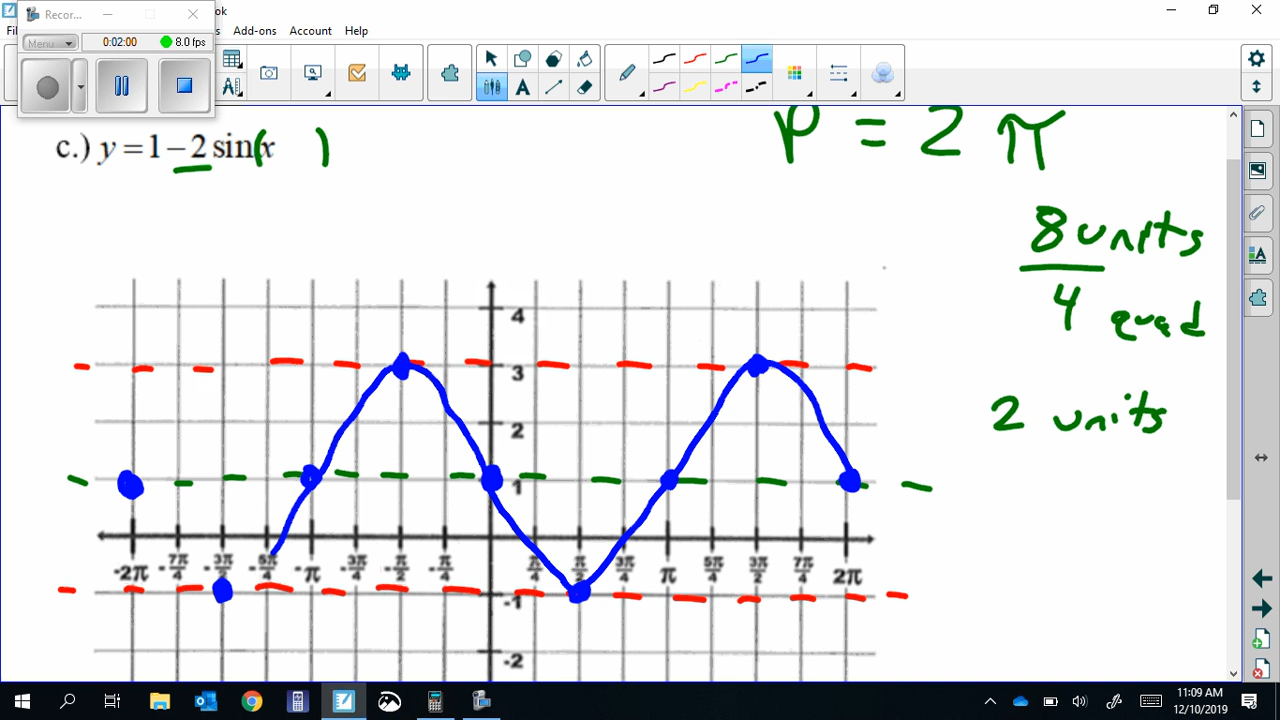 Recor...
Menu 0:02:00 8.0 fps
Add-ons Account Help
c.) y = 1 – 2 sin(x )
P = 2 π
8 units
4 quad
2 units
4
3
2
1
-2π -7π/4 -3π/2 -5π/4 -π -3π/4 -π/2 -π/4 π/4 π/2 3π/4 π 5π/4 3π/2 7π/4 2π
-1
-2
11:09 AM
12/10/2019